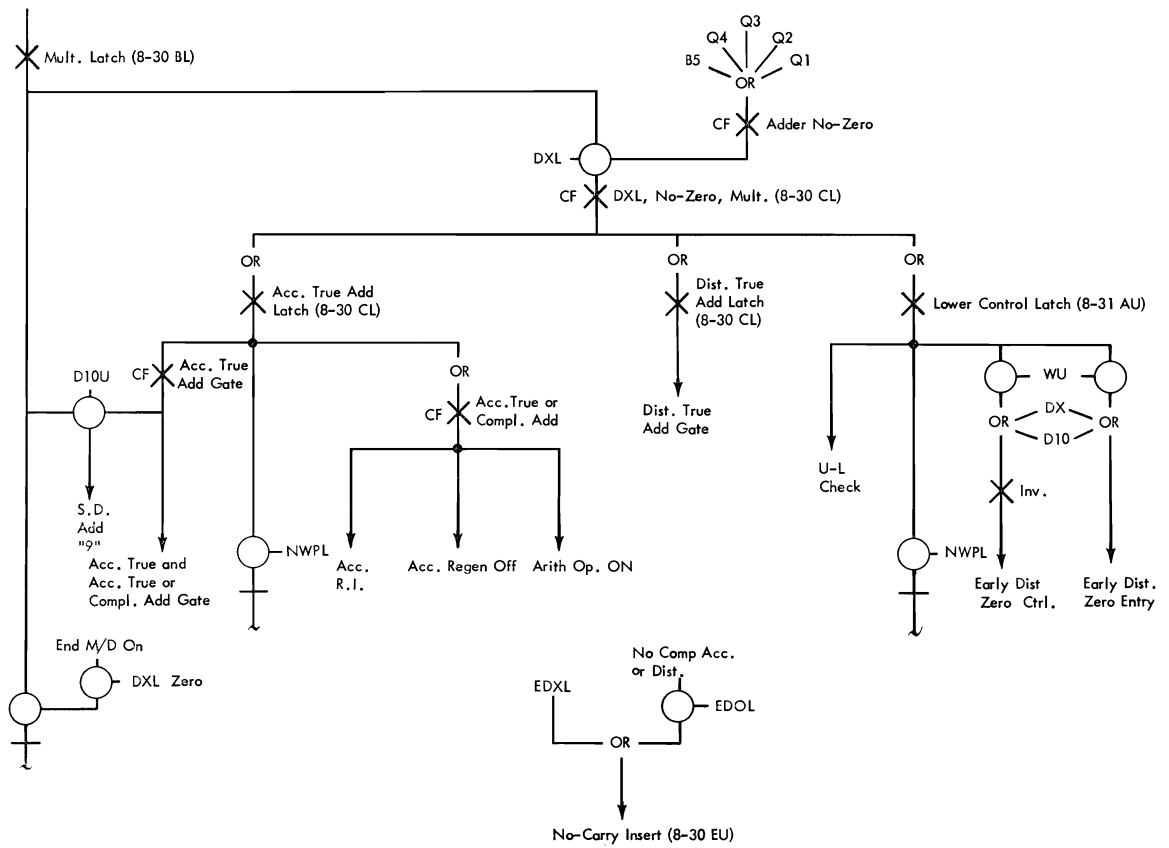 Q3
Q4
Q2
B5
Q1
OR
Mult. Latch (8-30 BL)
CF
Adder No-Zero
DXL
CF
DXL, No-Zero, Mult. (8-30 CL)
OR
OR
OR
Acc. True Add
Latch (8-30 CL)
Dist. True
Add Latch
(8-30 CL)
Lower Control Latch (8-31 AU)
D10U
CF
Acc. True
Add Gate
OR
CF
Acc. True or
Compl. Add
WU
OR
DX
D10
OR
Dist. True
Add Gate
U-L
Check
Inv.
S.D.
Add
"9"
Acc. True and
Acc. True or
Compl. Add Gate
NWPL
Acc.
R.I.
Acc. Regen Off
Arith Op. ON
NWPL
Early Dist
Zero Ctrl.
Early Dist.
Zero Entry
End M/D On
DXL Zero
No Comp Acc.
or Dist.
EDXL
EDOL
OR
No-Carry Insert (8-30 EU)